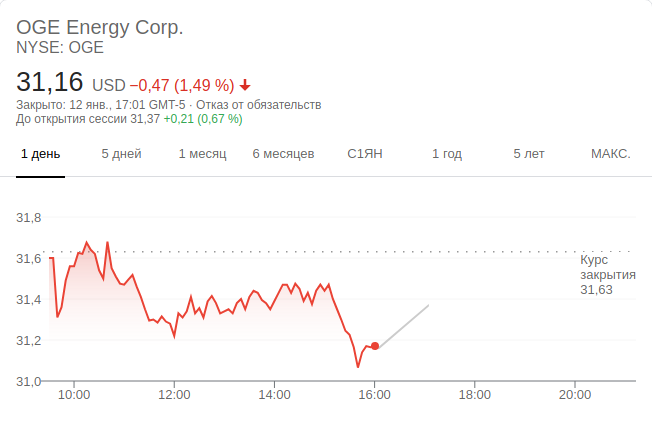 OGE Energy Corp.
NYSE: OGE
31,16 USD −0,47 (1,49 %)
Закрыто: 12 янв., 17:01 GMT-5 · Отказ от обязательств
До открытия сессии 31,37 +0,21 (0,67 %)
1 день 5 дней 1 месяц 6 месяцев С1ЯН 1 год 5 лет МАКС.
31,8
31,6
31,4
31,2
31,0
Курс
закрытия
31,63
10:00 12:00 14:00 16:00 18:00 20:00